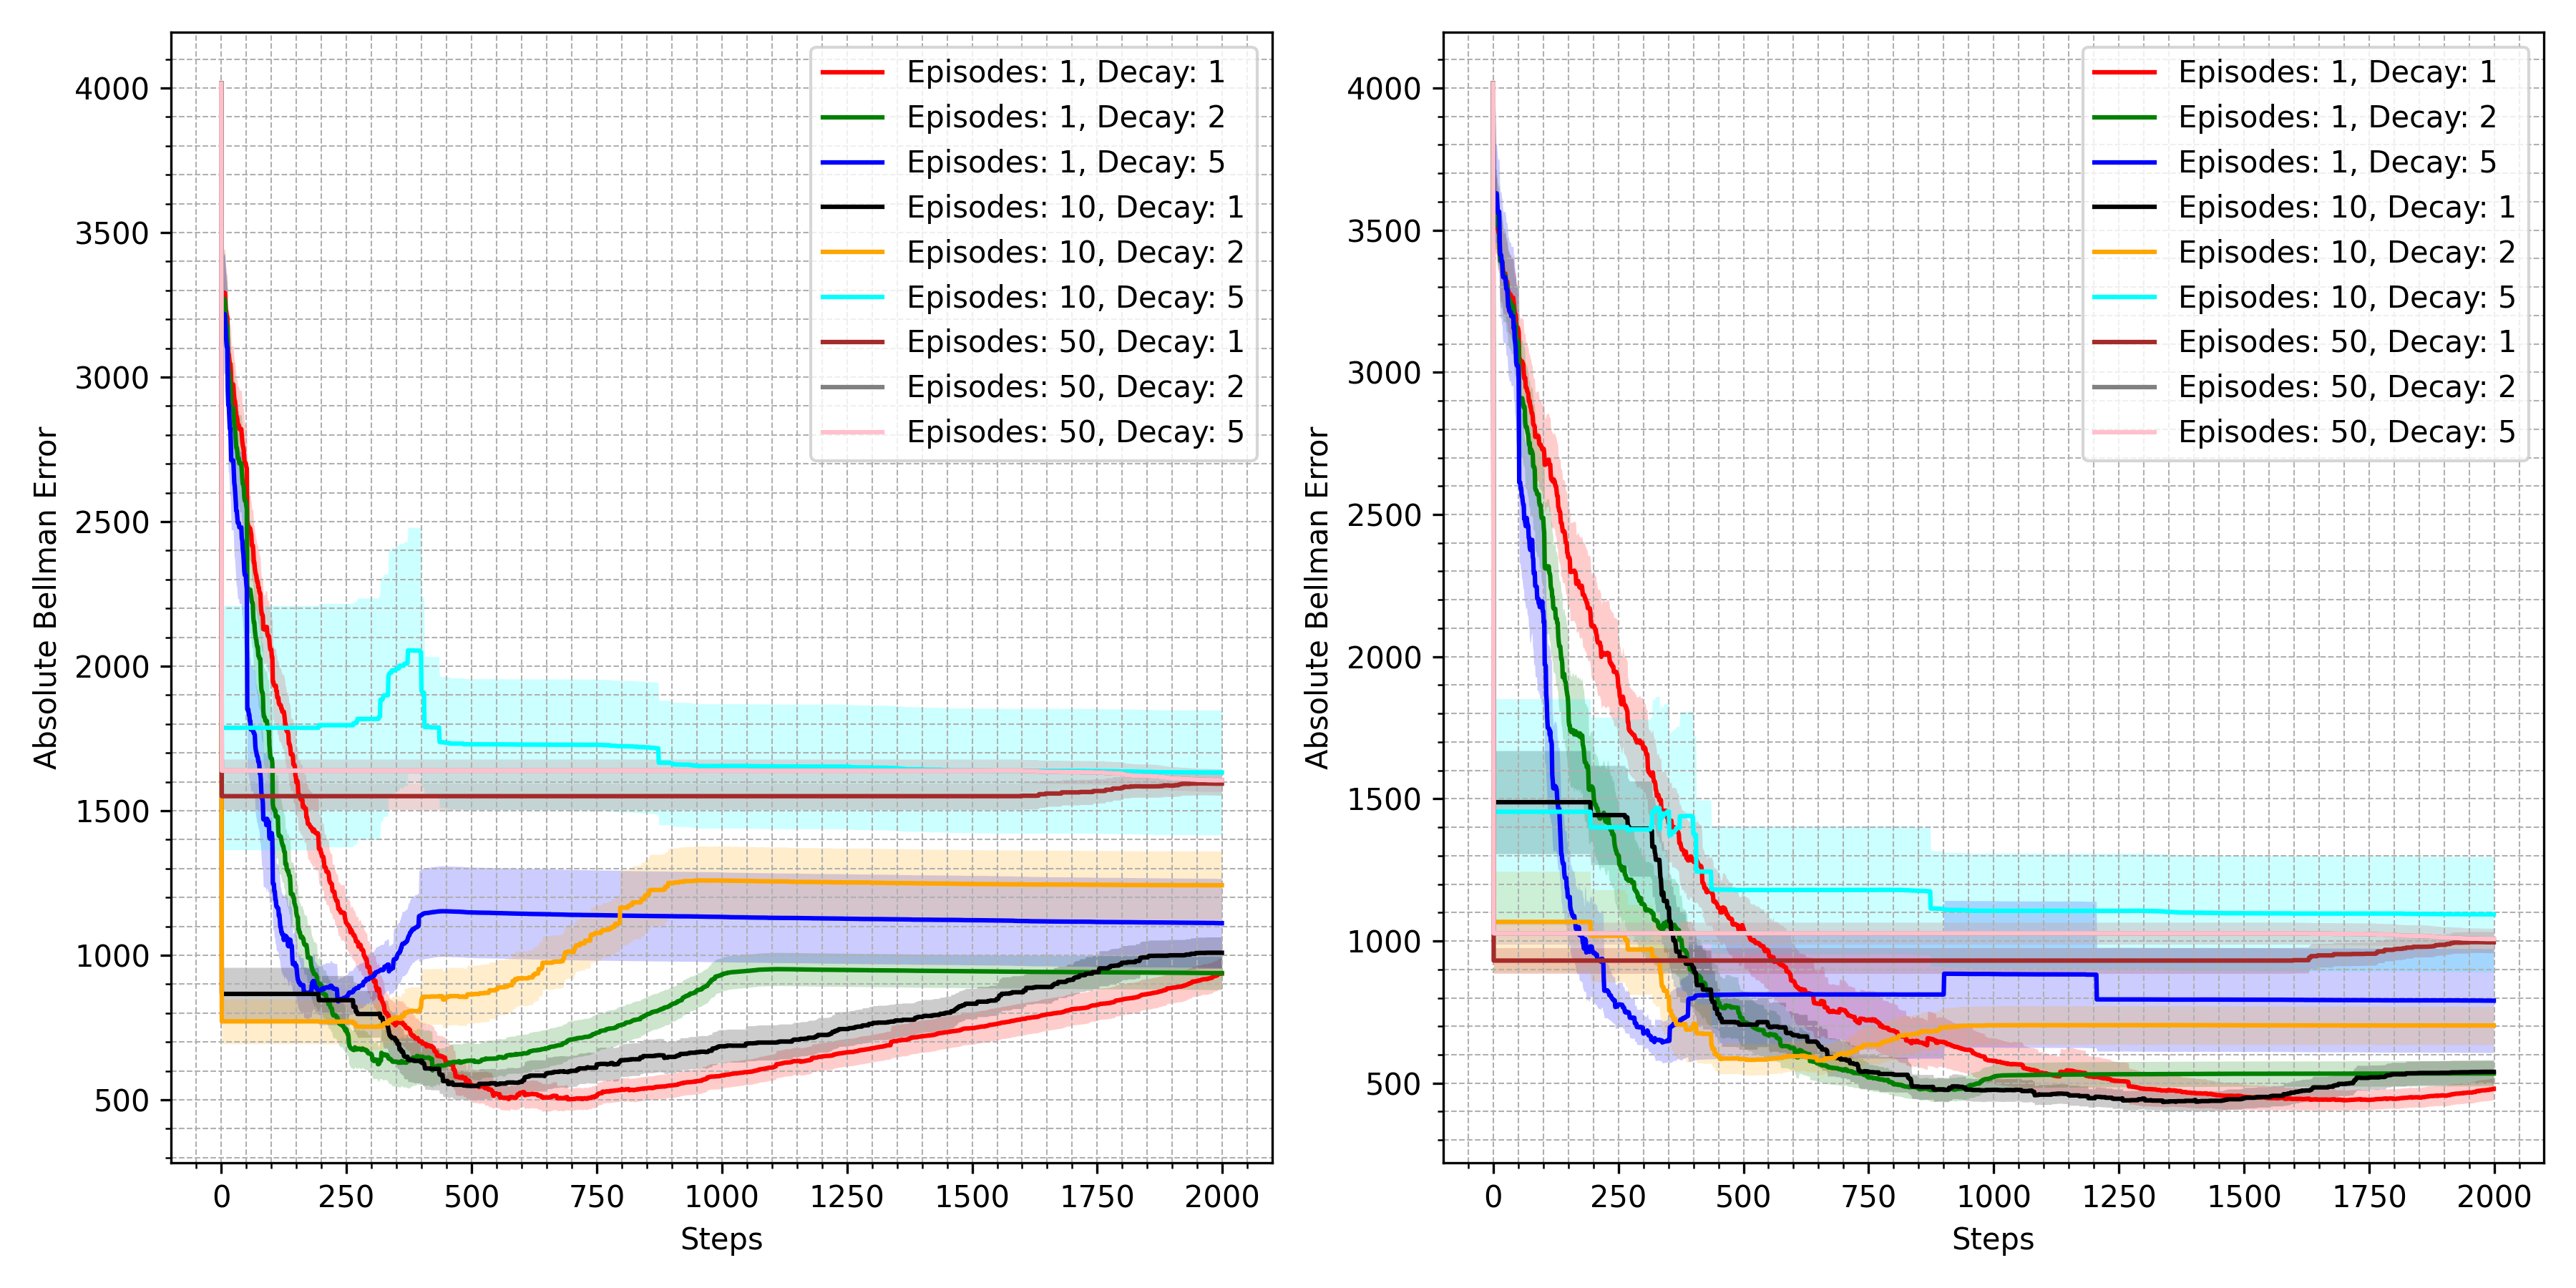 Absolute Bellman Error
4000
3500
3000
2500
2000
1500
1000
500
Episodes: 1, Decay: 1
Episodes: 1, Decay: 2
Episodes: 1, Decay: 5
Episodes: 10, Decay: 1
Episodes: 10, Decay: 2
Episodes: 10, Decay: 5
Episodes: 50, Decay: 1
Episodes: 50, Decay: 2
Episodes: 50, Decay: 5
0 250 500 750 1000 1250 1500 1750 2000
Steps
Absolute Bellman Error
4000
3500
3000
2500
2000
1500
1000
500
Episodes: 1, Decay: 1
Episodes: 1, Decay: 2
Episodes: 1, Decay: 5
Episodes: 10, Decay: 1
Episodes: 10, Decay: 2
Episodes: 10, Decay: 5
Episodes: 50, Decay: 1
Episodes: 50, Decay: 2
Episodes: 50, Decay: 5
0 250 500 750 1000 1250 1500 1750 2000
Steps